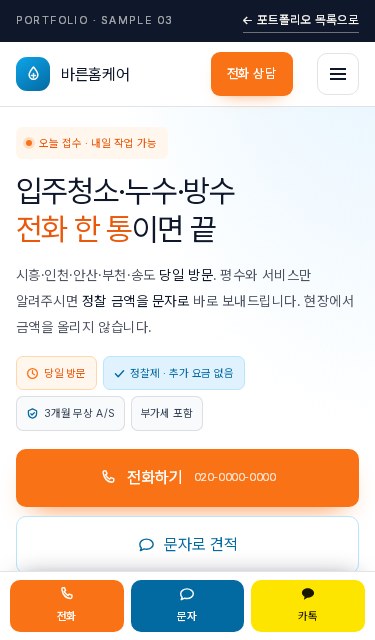 PORTFOLIO · SAMPLE 03
← 포트폴리오 목록으로
바른홈케어
전화 상담
오늘 접수 · 내일 작업 가능
입주청소·누수·방수
전화 한 통이면 끝
시흥·인천·안산·부천·송도 당일 방문. 평수와 서비스만
알려주시면 정찰 금액을 문자로 바로 보내드립니다. 현장에서
금액을 올리지 않습니다.
당일 방문
정찰제 · 추가 요금 없음
3개월 무상 A/S
부가세 포함
전화하기 020-0000-0000
문자로 견적
전화
문자
카톡